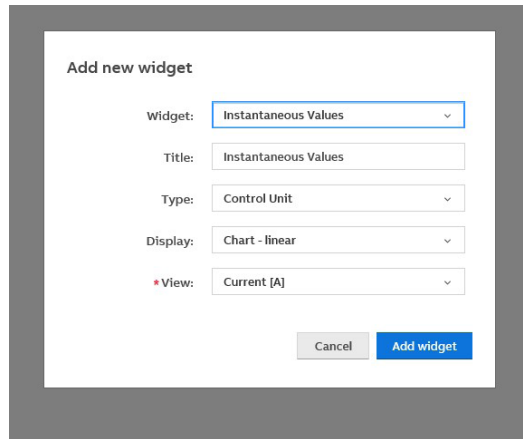 Add new widget
Widget: Instantaneous Values
Title: Instantaneous Values
Type: Control Unit
Display: Chart - linear
* View: Current [A]
Cancel Add widget